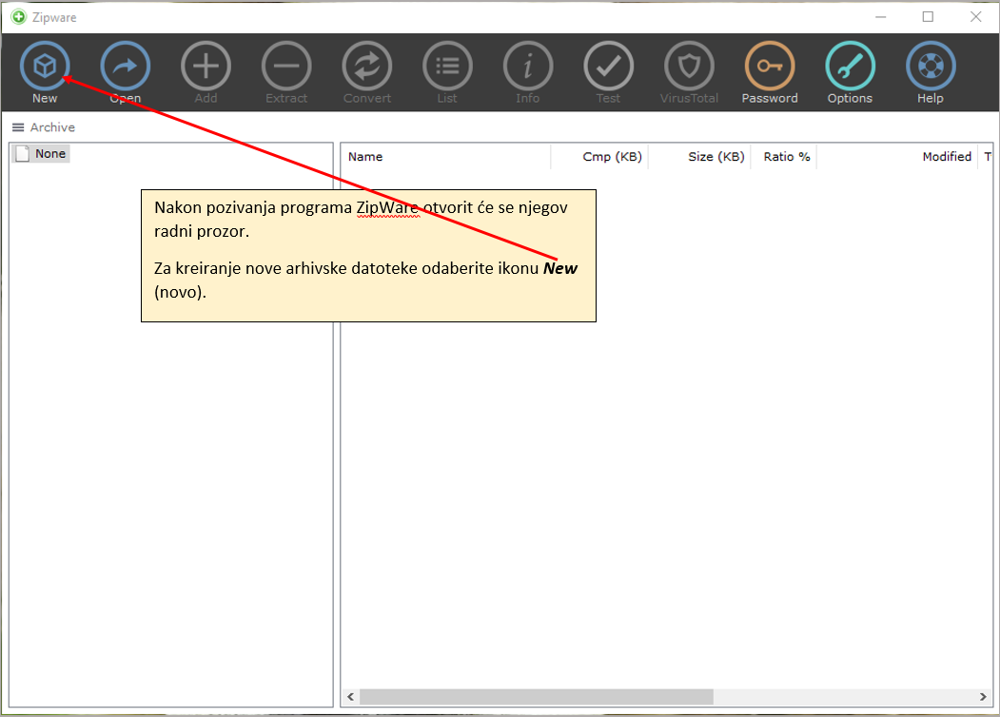 Zipware
New Open Add Extract Convert List Info Test VirusTotal Password Options Help
Archive
None
Name Cmp (KB) Size (KB) Ratio % Modified T
Nakon pozivanja programa ZipWare otvorit će se njegov
radni prozor.
Za kreiranje nove arhivske datoteke odaberite ikonu New
(novo).